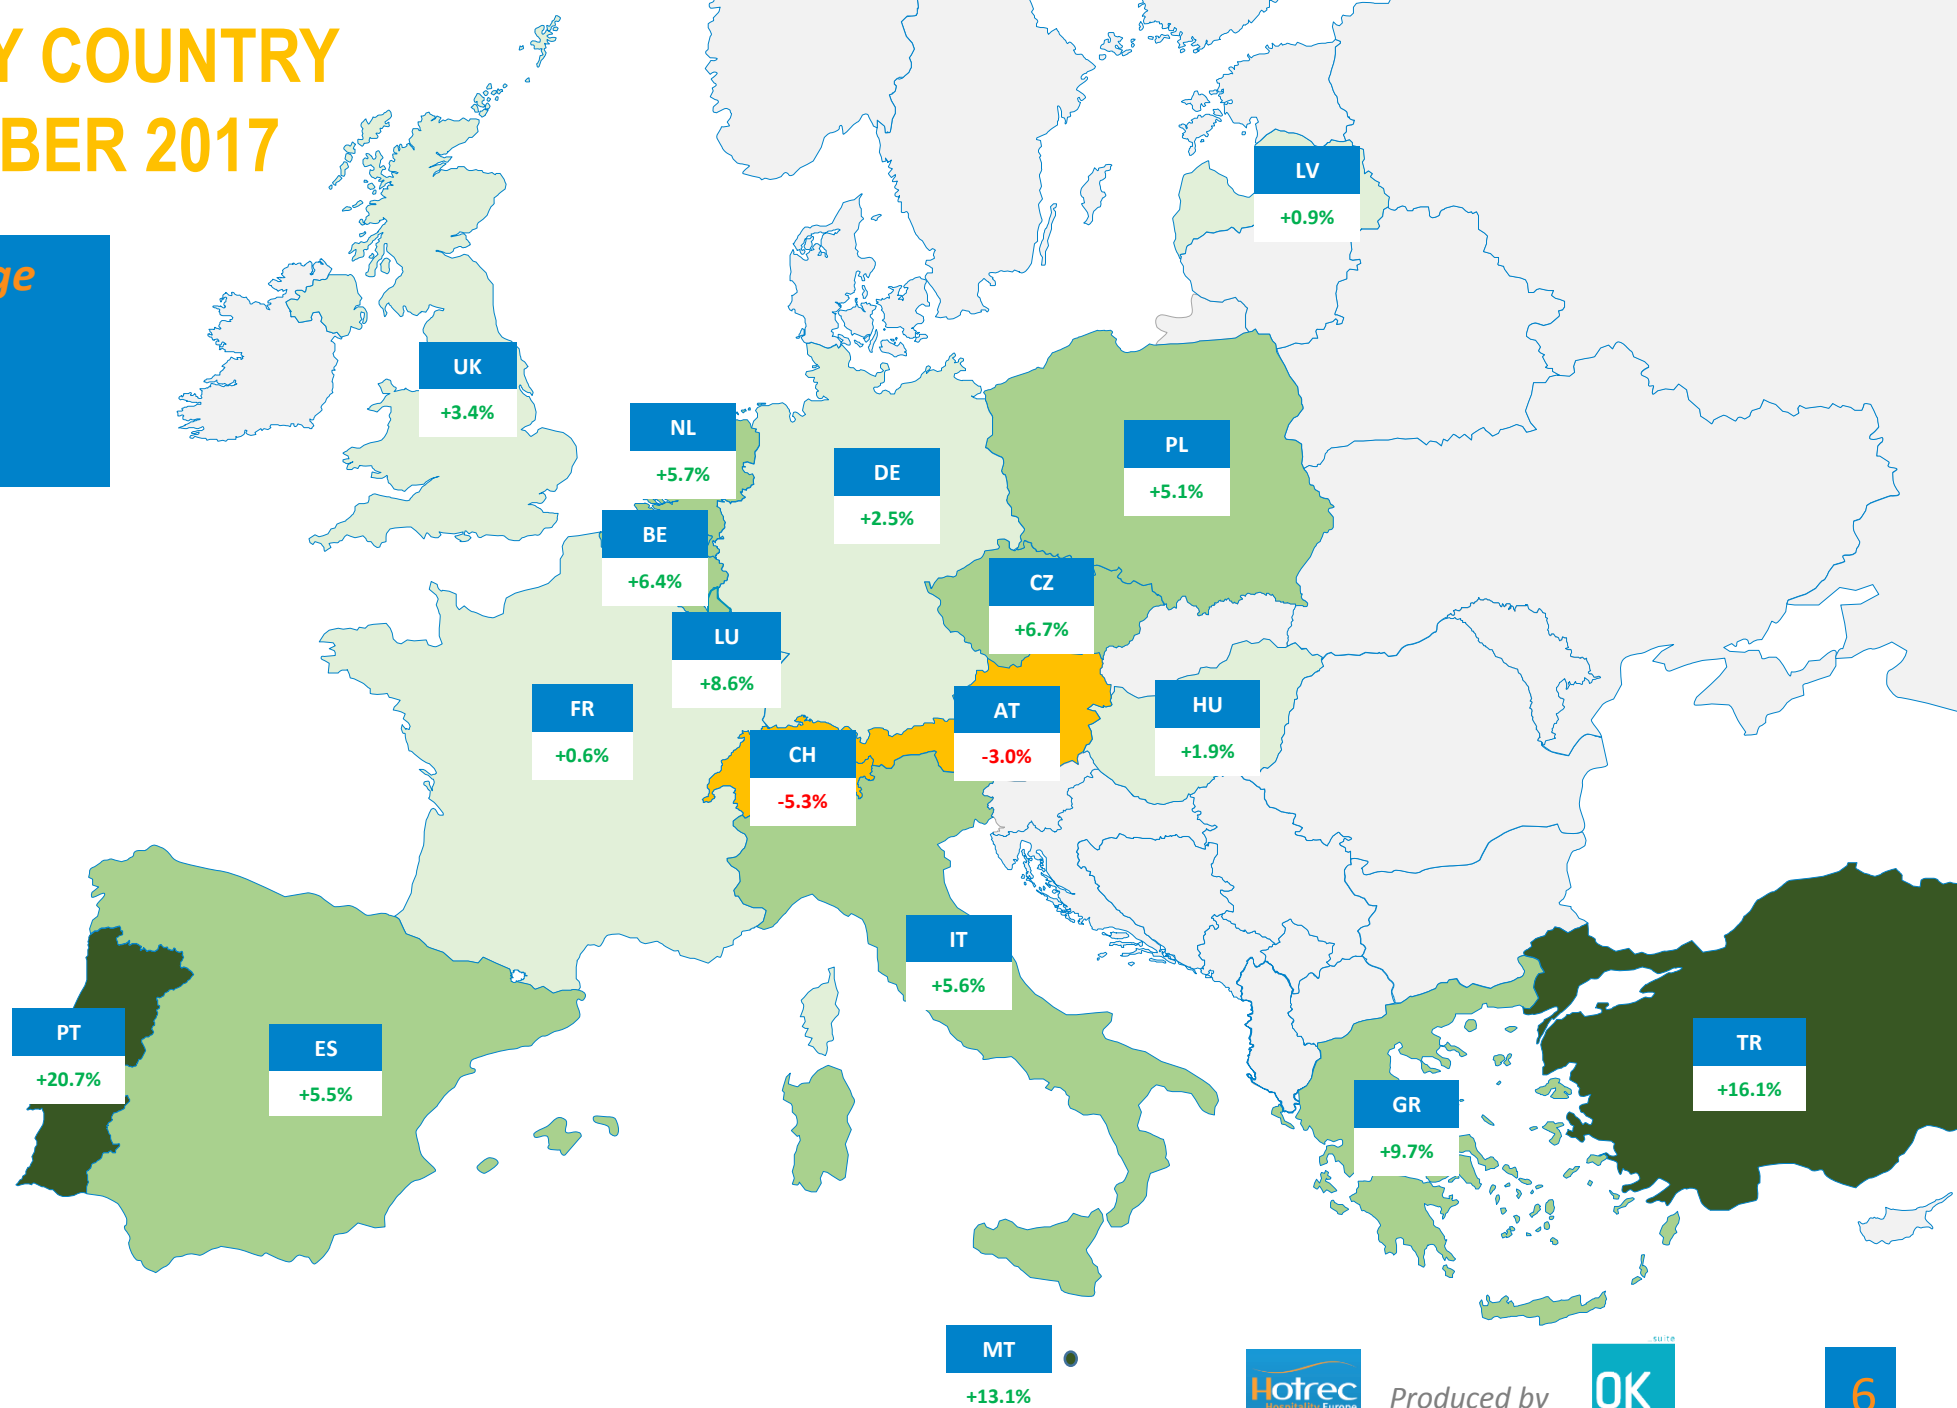 Y COUNTRY
BER 2017
ge
LV
+0.9%
UK
+3.4%
NL
+5.7%
DE
+2.5%
PL
+5.1%
BE
+6.4%
CZ
+6.7%
LU
+8.6%
FR
+0.6%
AT
-3.0%
HU
+1.9%
CH
-5.3%
IT
+5.6%
PT
+20.7%
ES
+5.5%
TR
+16.1%
GR
+9.7%
MT
+13.1%
Hotrec
Hospitality Europe
Produced by
suite
OK
6